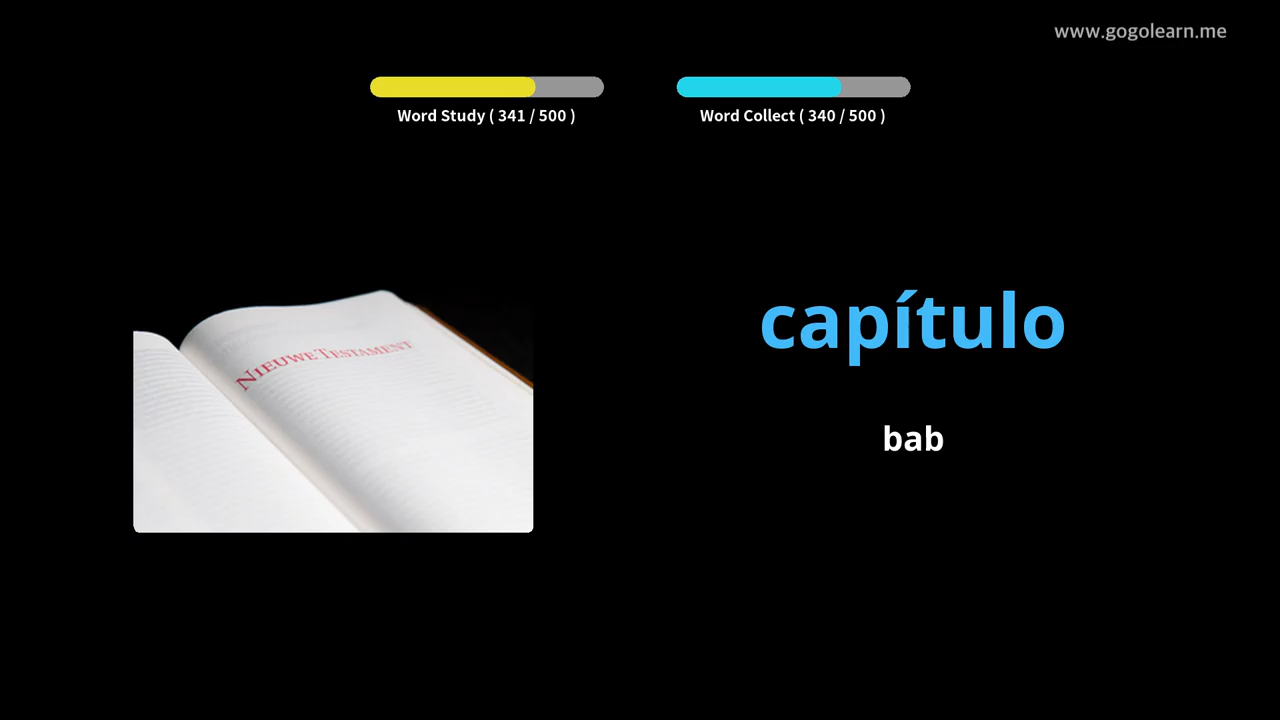 www.gogolearn.me
Word Study ( 341 / 500 )
Word Collect ( 340 / 500 )
NIEUWE TESTAMENT
capítulo
bab